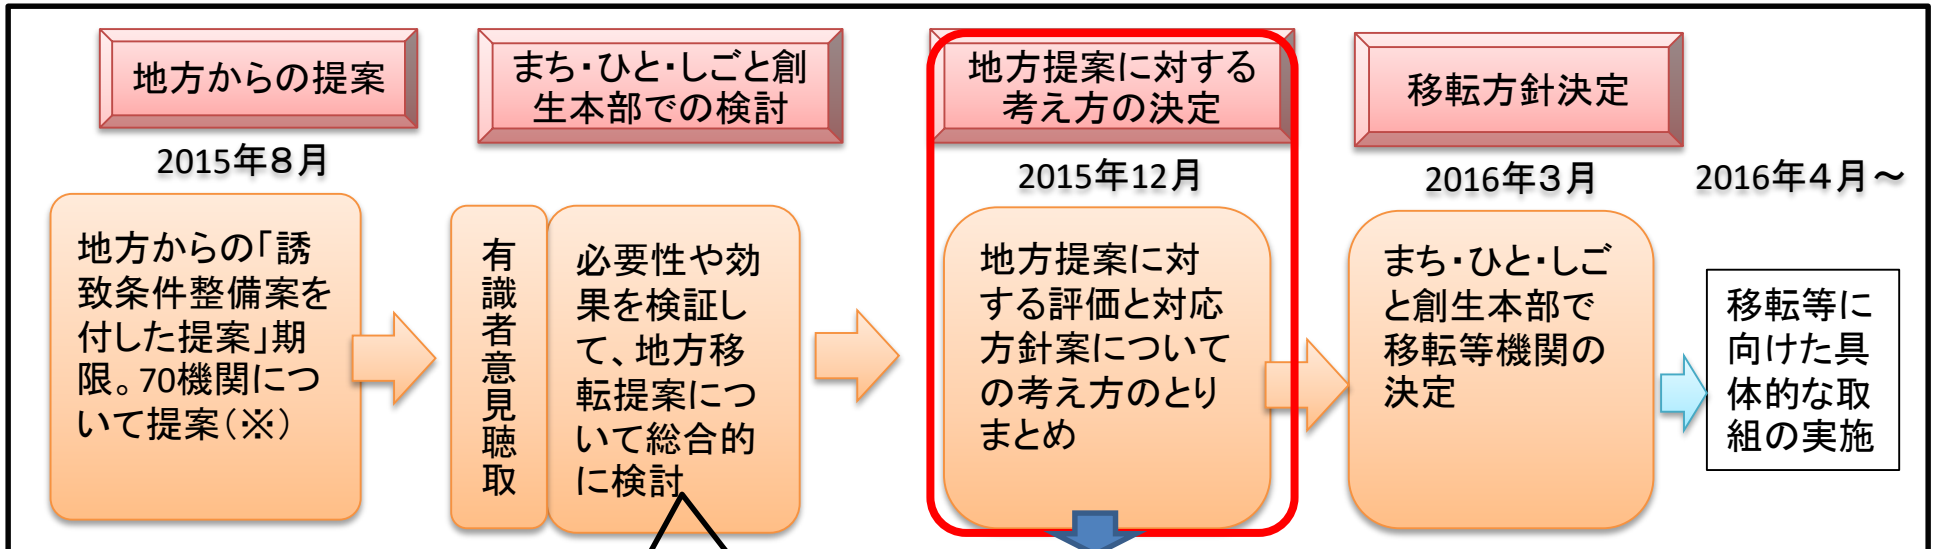 地方からの提案
2015年８月
地方からの｢誘
致条件整備案を
付した提案｣期
限。70機関につ
いて提案（※）
まち･ひと･しごと創
生本部での検討
有識者意見聴取
必要性や効
果を検証し
て、地方移
転提案につ
いて総合的
に検討
地方提案に対する
考え方の決定
2015年12月
地方提案に対
する評価と対応
方針案について
の考え方のとり
まとめ
移転方針決定
2016年３月
まち･ひと･しご
と創生本部で
移転等機関の
決定
2016年４月～
移転等に
向けた具
体的な取
組の実施